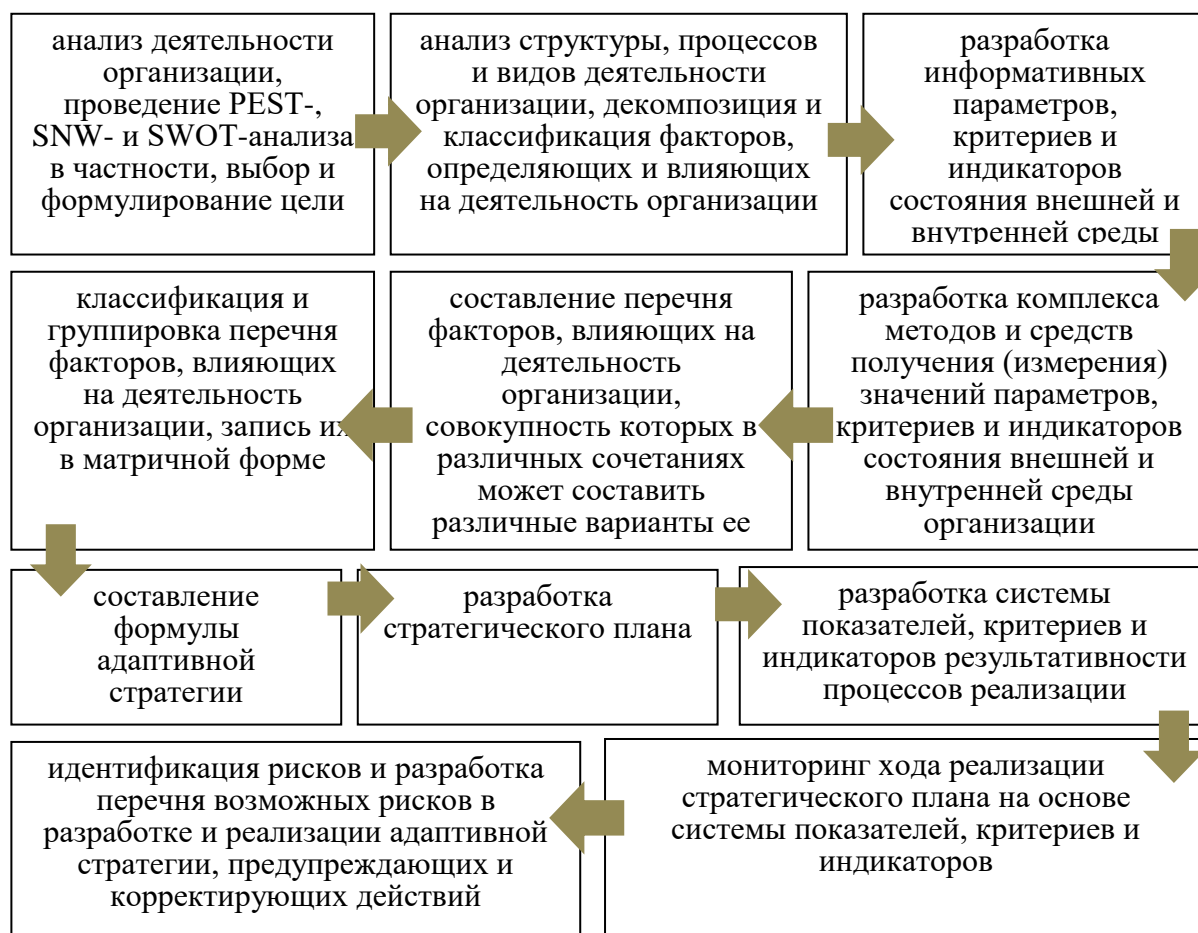 анализ деятельности
организации,
проведение PEST-,
SNW- и SWOT-анализа
в частности, выбор и
формулирование цели
анализ структуры, процессов
и видов деятельности
организации, декомпозиция и
классификация факторов,
определяющих и влияющих
на деятельность организации
разработка
информативных
параметров,
критериев и
индикаторов
состояния внешней и
внутренней среды
классификация и
группировка перечня
факторов, влияющих
на деятельность
организации, запись их
в матричной форме
составление перечня
факторов, влияющих на
деятельность
организации,
совокупность которых в
различных сочетаниях
может составить
различные варианты ее
разработка комплекса
методов и средств
получения (измерения)
значений параметров,
критериев и индикаторов
состояния внешней и
внутренней среды
организации
составление
формулы
адаптивной
стратегии
разработка
стратегического плана
разработка системы
показателей, критериев и
индикаторов результативности
процессов реализации
идентификация рисков и разработка
перечня возможных рисков в
разработке и реализации адаптивной
стратегии, предупреждающих и
корректирующих действий
мониторинг хода реализации
стратегического плана на основе
системы показателей, критериев и
индикаторов